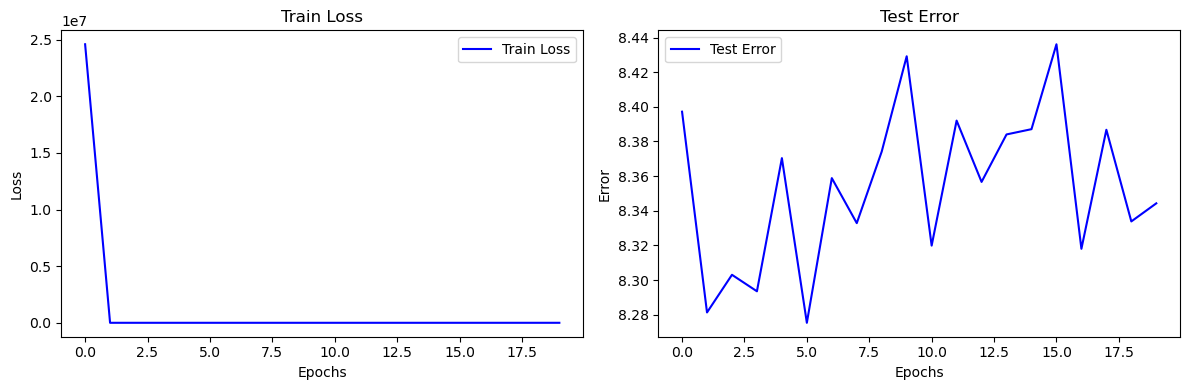 Train Loss
1e7
2.5
2.0
1.5
1.0
0.5
0.0
Loss
Train Loss
0.0 2.5 5.0 7.5 10.0 12.5 15.0 17.5
Epochs
Test Error
8.44
8.42
8.40
8.38
8.36
8.34
8.32
8.30
8.28
Error
Test Error
0.0 2.5 5.0 7.5 10.0 12.5 15.0 17.5
Epochs